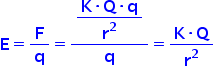 E = F/q = (K·Q·q/r²)/q = K·Q/r²